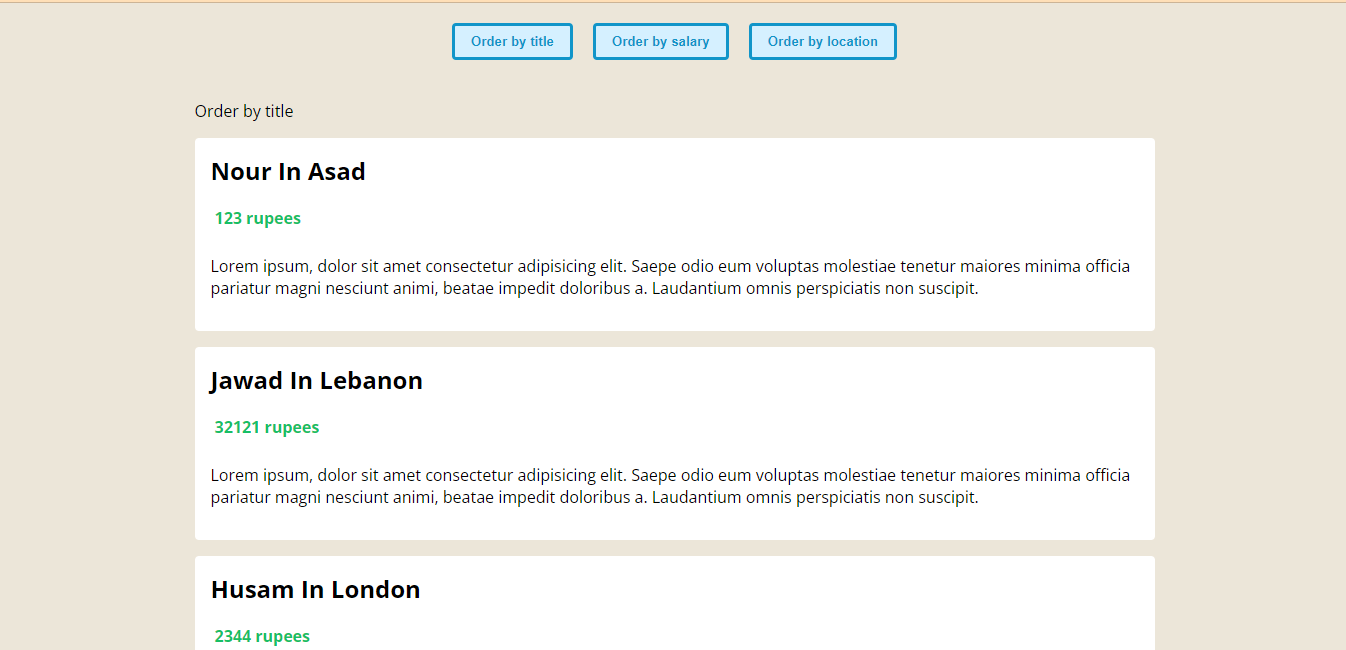 Order by title Order by salary Order by location
Order by title
Nour In Asad
123 rupees
Lorem ipsum, dolor sit amet consectetur adipisicing elit. Saepe odio eum voluptas molestiae tenetur maiores minima officia
pariatur magni nesciunt animi, beatae impedit doloribus a. Laudantium omnis perspiciatis non suscipit.
Jawad In Lebanon
32121 rupees
Lorem ipsum, dolor sit amet consectetur adipisicing elit. Saepe odio eum voluptas molestiae tenetur maiores minima officia
pariatur magni nesciunt animi, beatae impedit doloribus a. Laudantium omnis perspiciatis non suscipit.
Husam In London
2344 rupees